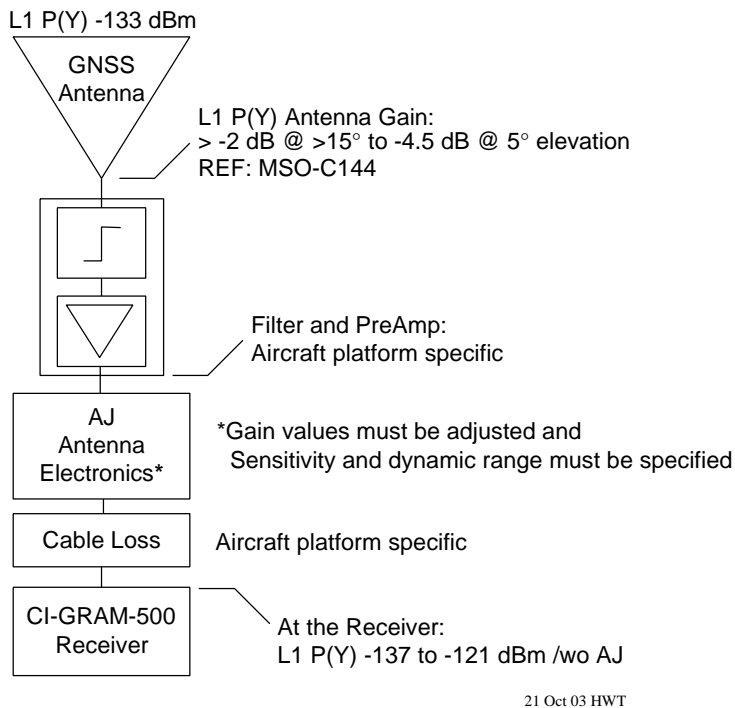 L1 P(Y) -133 dBm
GNSS
Antenna
L1 P(Y) Antenna Gain:
> -2 dB @ >15° to -4.5 dB @ 5° elevation
REF: MSO-C144
Filter and PreAmp:
Aircraft platform specific
AJ
Antenna
Electronics*
*Gain values must be adjusted and
Sensitivity and dynamic range must be specified
Cable Loss
Aircraft platform specific
CI-GRAM-500
Receiver
At the Receiver:
L1 P(Y) -137 to -121 dBm /wo AJ
21 Oct 03 HWT